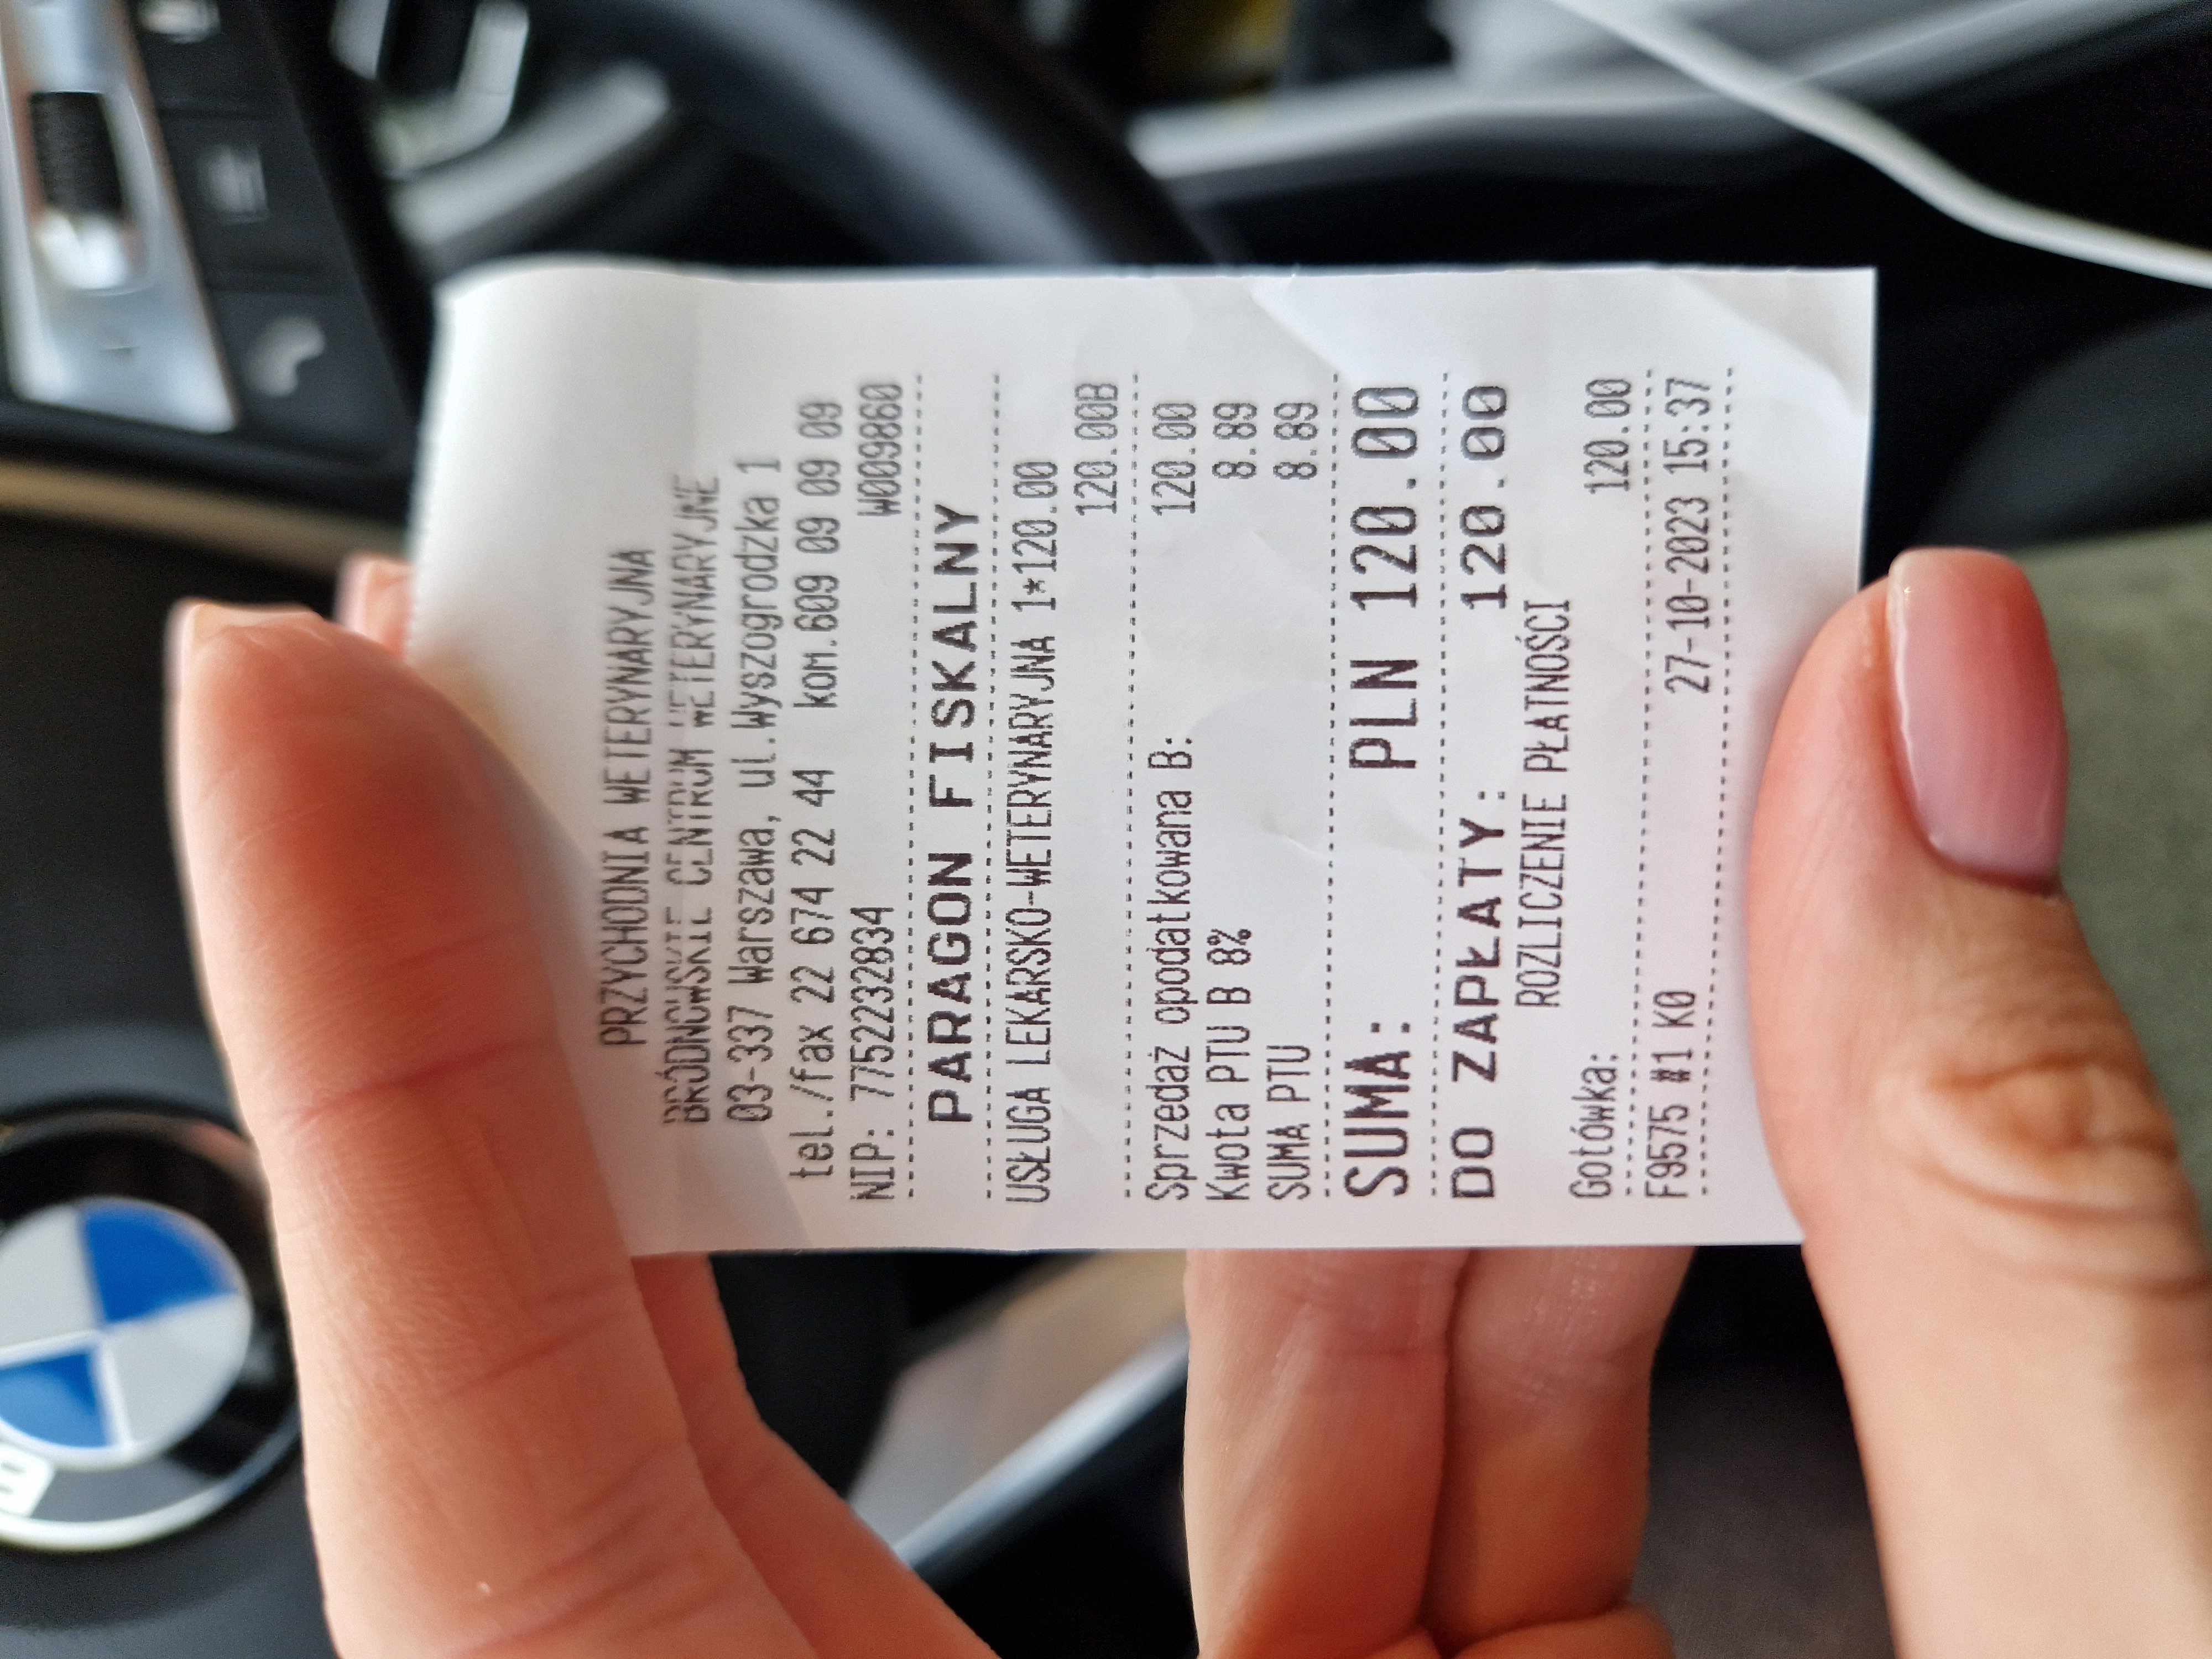 PRZYCHODNIA WETERYNARYJNA
BRÓDNOWSKIE CENTRUM WETERYNARYJNE
03-337 Warszawa, ul.Wyszogrodzka 1
tel./fax 22 674 22 44 kom.609 09 09 09
NIP: 7752232834 W009860
PARAGON FISKALNY
USŁUGA LEKARSKO-WETERYNARYJNA 1*120.00
120.00B
Sprzedaż opodatkowana B: 120.00
Kwota PTU B 8% 8.89
SUMA PTU 8.89
SUMA: PLN 120.00
DO ZAPŁATY: 120.00
ROZLICZENIE PŁATNOŚCI
Gotówka: 120.00
F9575 #1 K0 27-10-2023 15:37